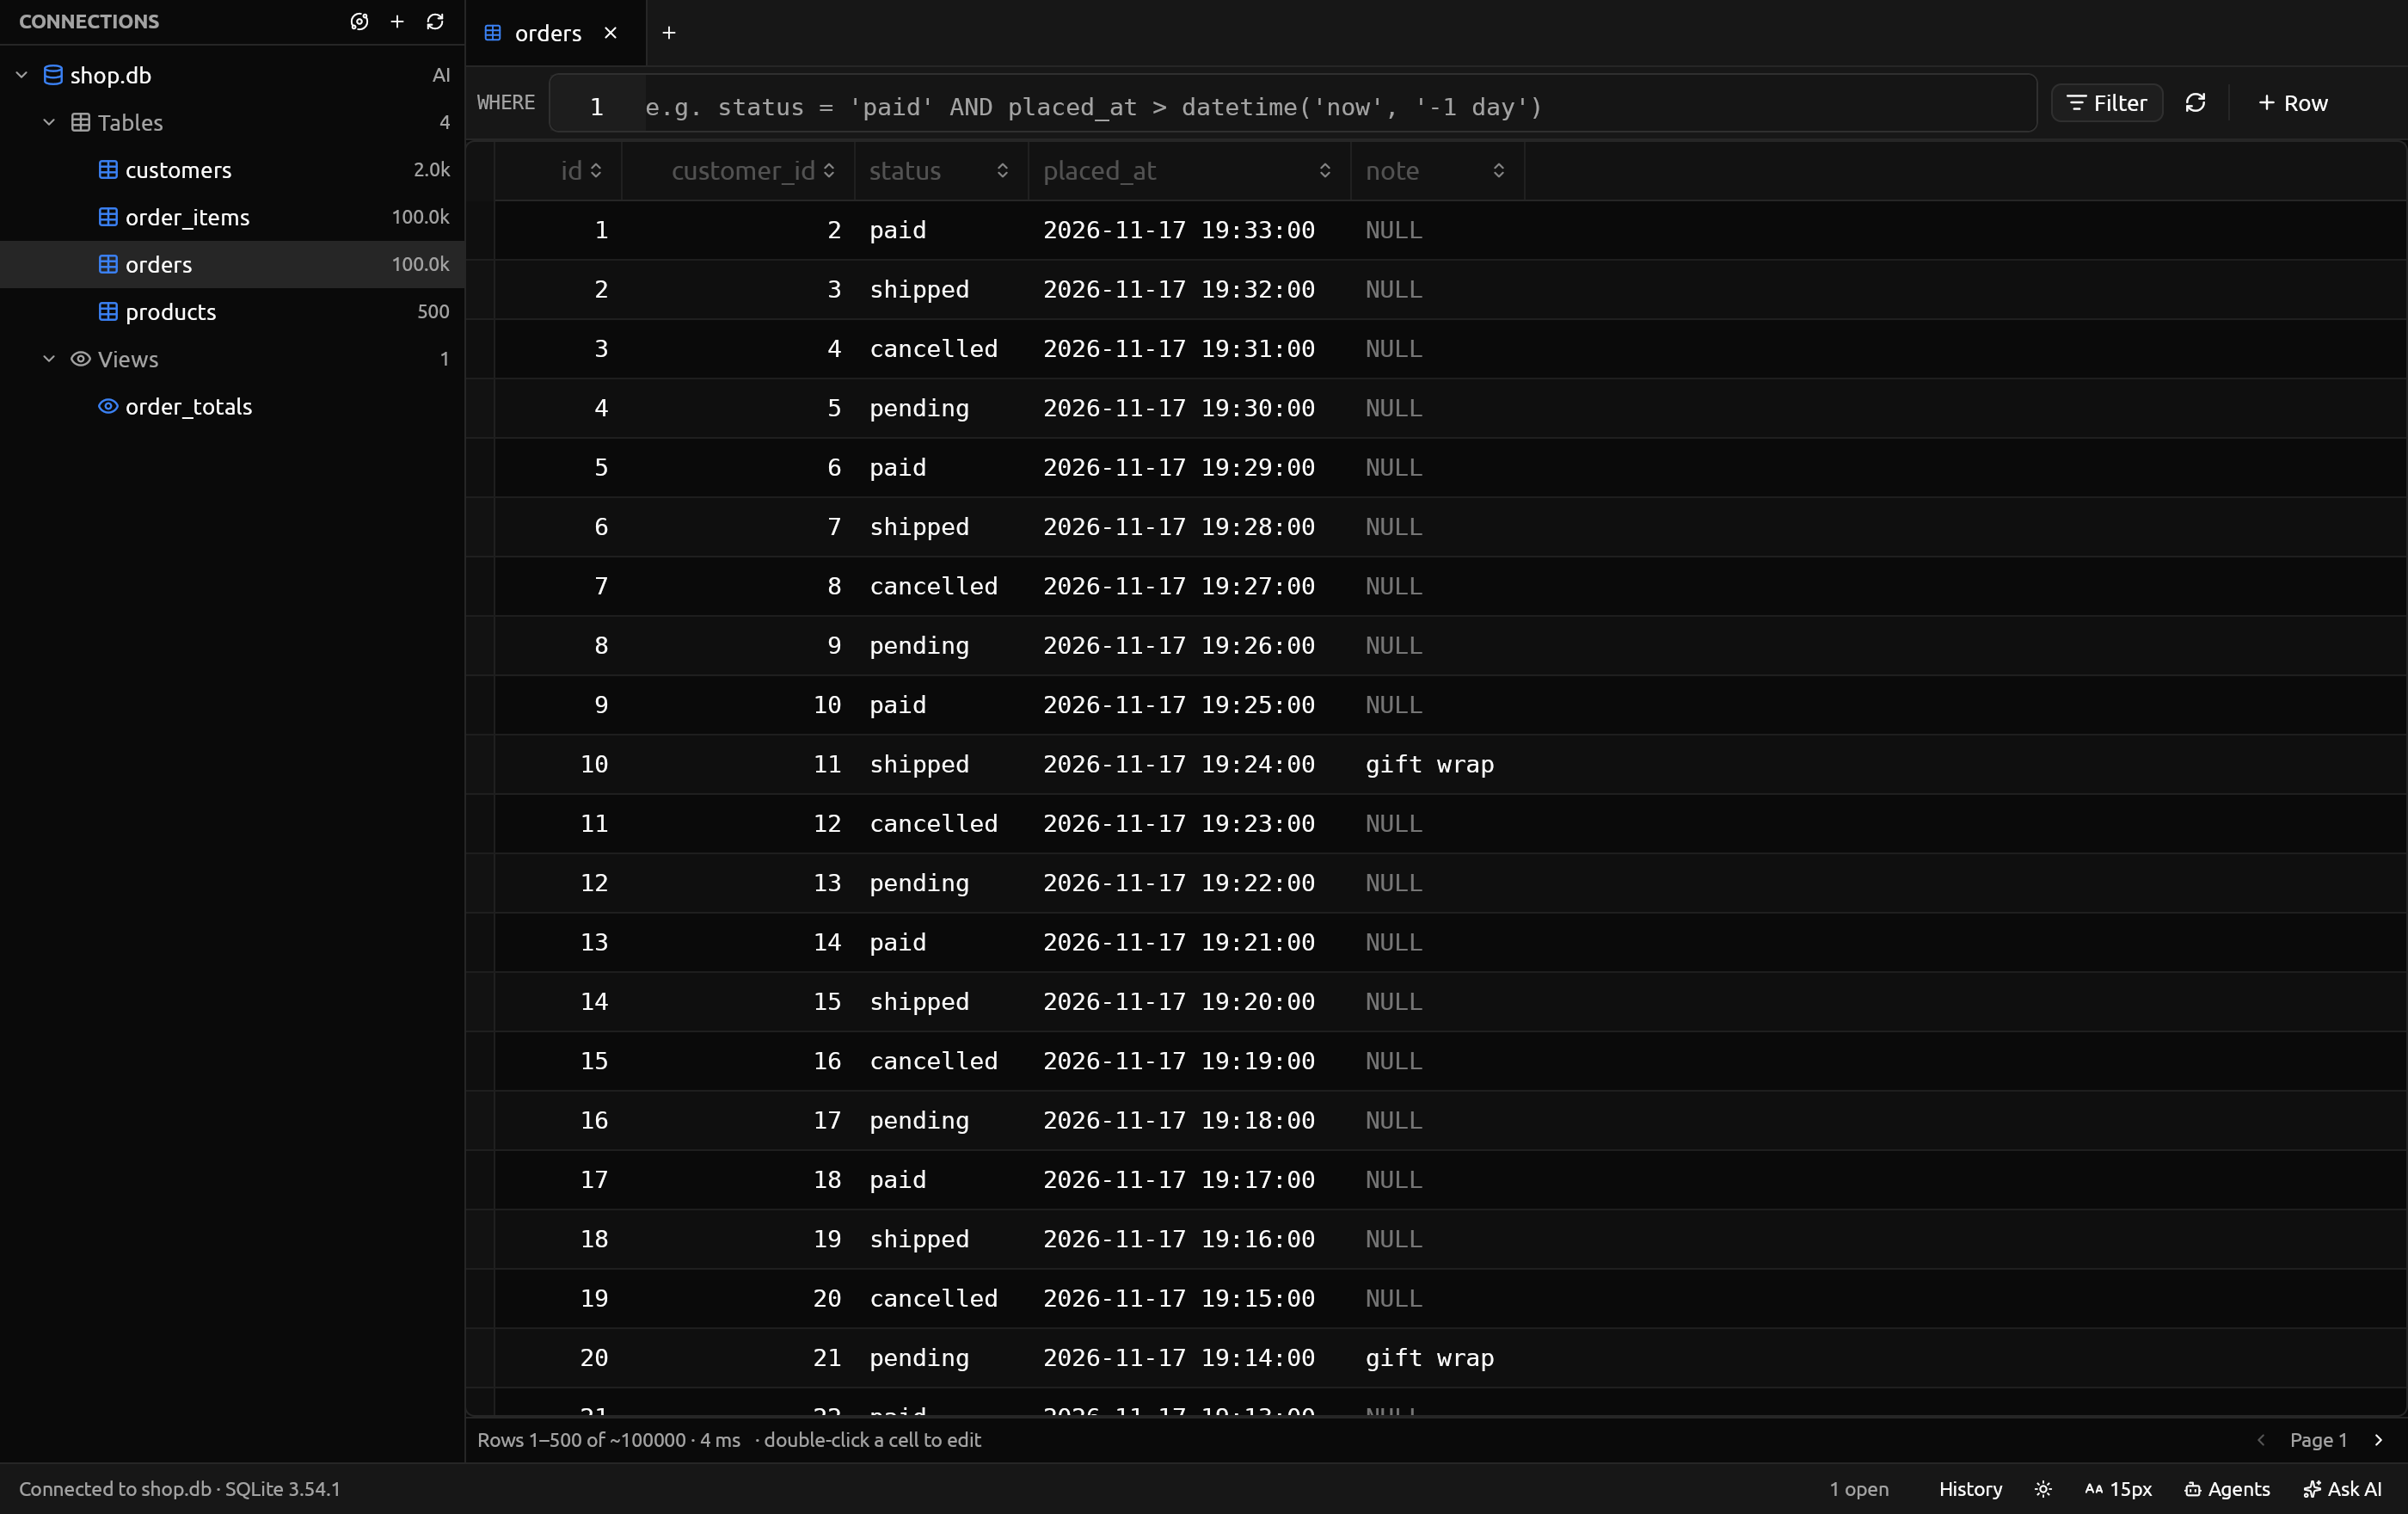 CONNECTIONS
shop.db AI
Tables 4
customers 2.0k
order_items 100.0k
orders 100.0k
products 500
Views 1
order_totals
orders
WHERE 1 e.g. status = 'paid' AND placed_at > datetime('now', '-1 day') Filter + Row
id customer_id status placed_at note
1 2 paid 2026-11-17 19:33:00 NULL
2 3 shipped 2026-11-17 19:32:00 NULL
3 4 cancelled 2026-11-17 19:31:00 NULL
4 5 pending 2026-11-17 19:30:00 NULL
5 6 paid 2026-11-17 19:29:00 NULL
6 7 shipped 2026-11-17 19:28:00 NULL
7 8 cancelled 2026-11-17 19:27:00 NULL
8 9 pending 2026-11-17 19:26:00 NULL
9 10 paid 2026-11-17 19:25:00 NULL
10 11 shipped 2026-11-17 19:24:00 gift wrap
11 12 cancelled 2026-11-17 19:23:00 NULL
12 13 pending 2026-11-17 19:22:00 NULL
13 14 paid 2026-11-17 19:21:00 NULL
14 15 shipped 2026-11-17 19:20:00 NULL
15 16 cancelled 2026-11-17 19:19:00 NULL
16 17 pending 2026-11-17 19:18:00 NULL
17 18 paid 2026-11-17 19:17:00 NULL
18 19 shipped 2026-11-17 19:16:00 NULL
19 20 cancelled 2026-11-17 19:15:00 NULL
20 21 pending 2026-11-17 19:14:00 gift wrap
21 22 paid 2026-11-17 19:13:00 NULL
Rows 1–500 of ~100000 · 4 ms · double-click a cell to edit Page 1
Connected to shop.db · SQLite 3.54.1 1 open History AA 15px Agents Ask AI